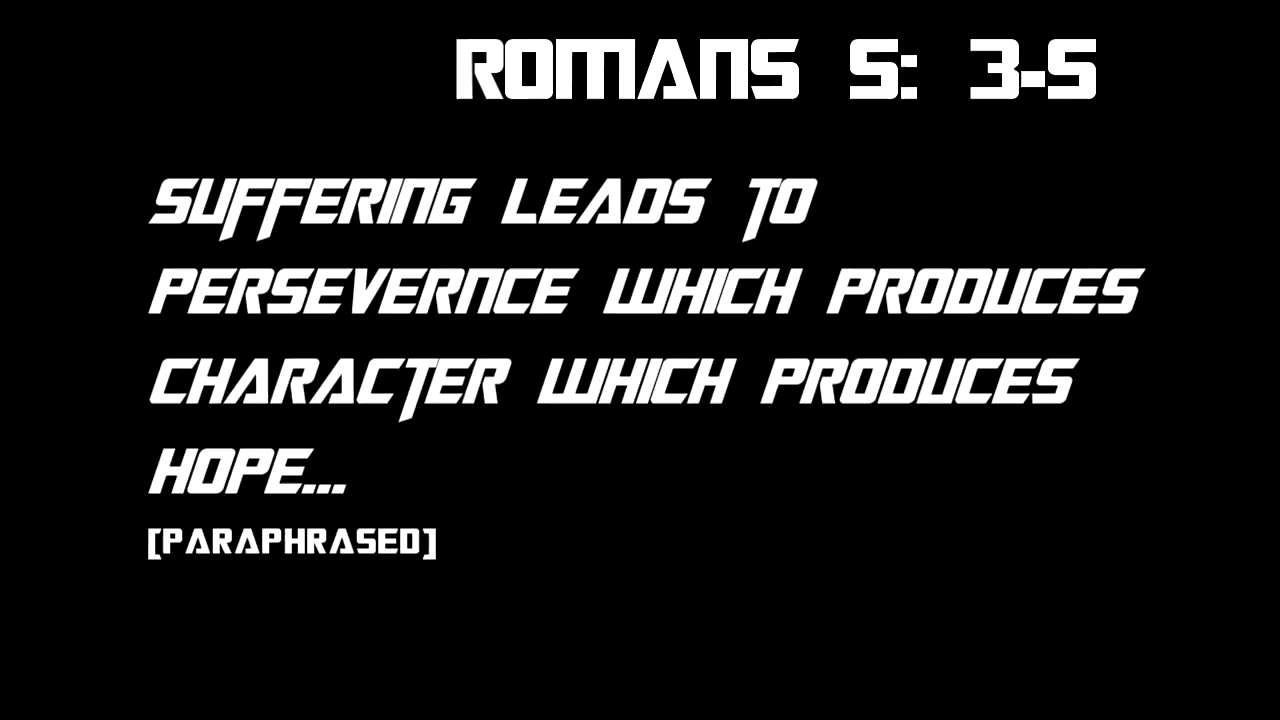 ROMANS 5: 3-5
SUFFERING LEADS TO
PERSEVERNCE WHICH PRODUCES
CHARACTER WHICH PRODUCES
HOPE...
[PARAPHRASED]